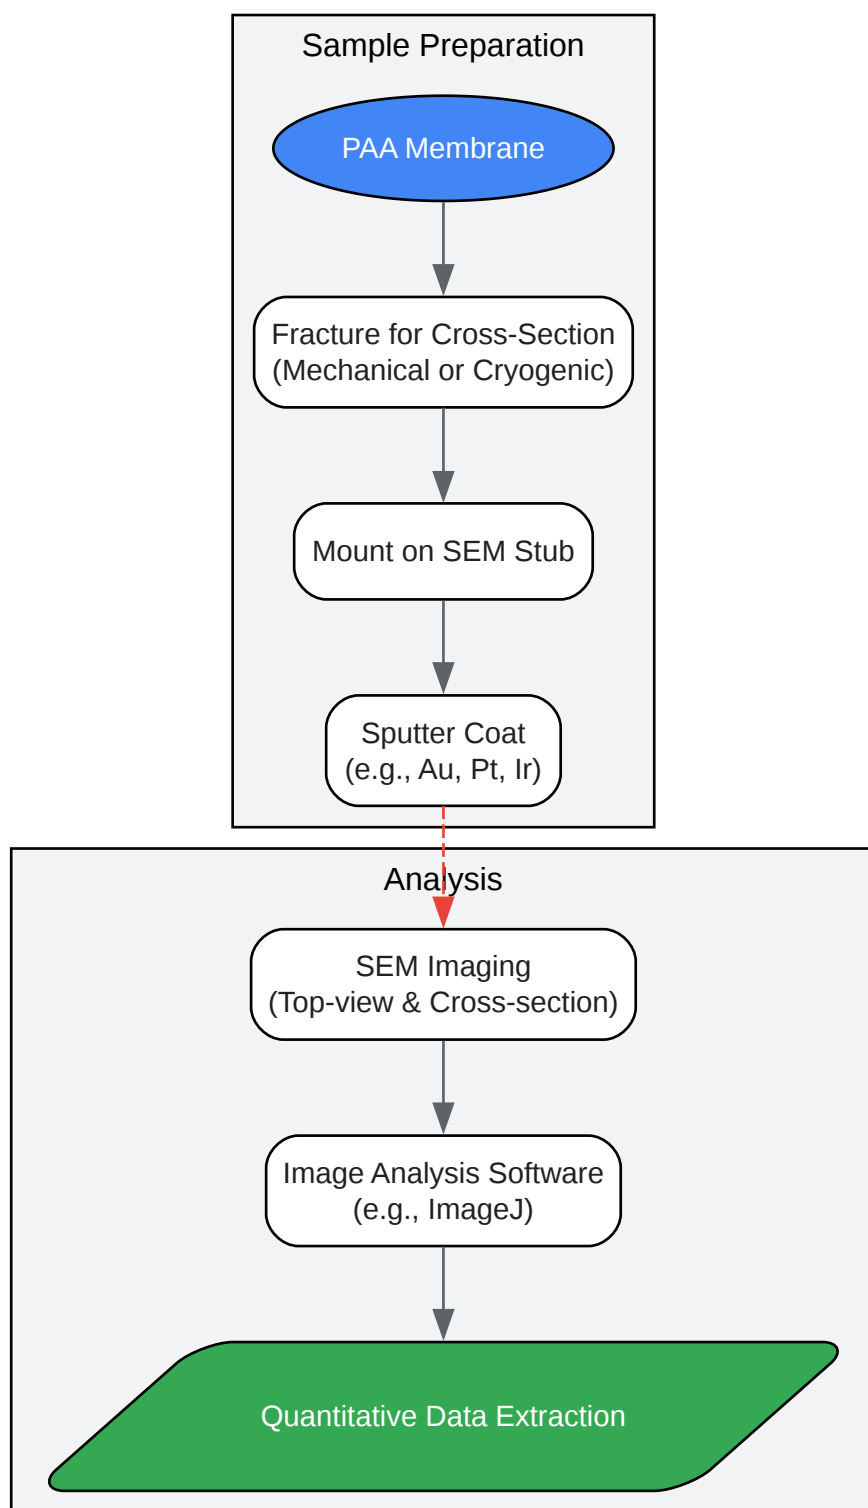 Sample Preparation
PAA Membrane
Fracture for Cross-Section
(Mechanical or Cryogenic)
Mount on SEM Stub
Sputter Coat
(e.g., Au, Pt, Ir)
Analysis
SEM Imaging
(Top-view & Cross-section)
Image Analysis Software
(e.g., ImageJ)
Quantitative Data Extraction